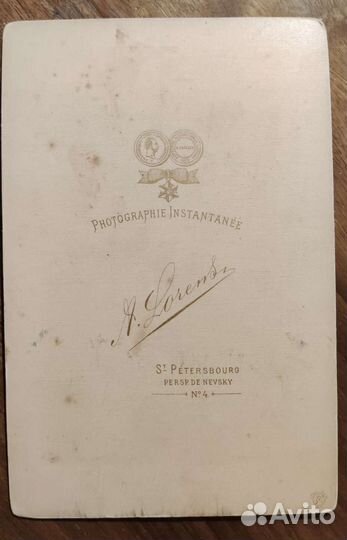 PHOTOGRAPHIE INSTANTANÉE
A. Lorens
ST. PÉTERSBOURG
PERSP. DE NEVSKY
No. 4.
Avito